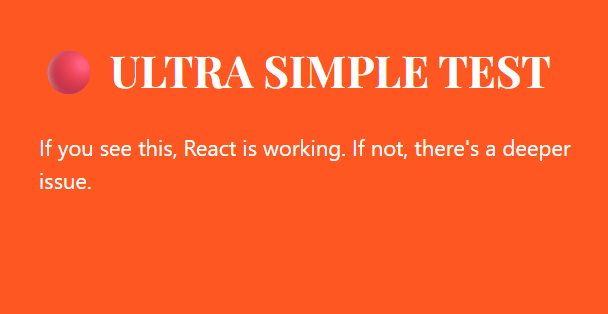 🔴 ULTRA SIMPLE TEST
If you see this, React is working. If not, there's a deeper
issue.